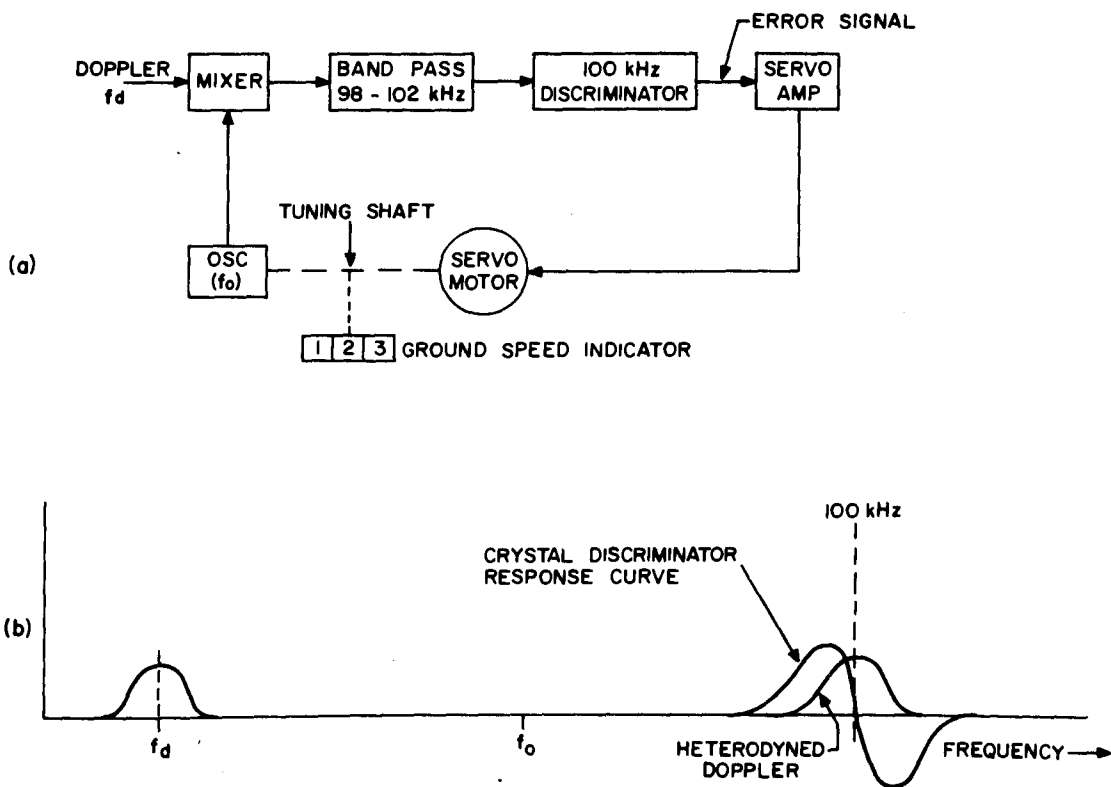 ERROR SIGNAL
DOPPLER
fd
MIXER
BAND PASS
98 - 102 kHz
100 kHz
DISCRIMINATOR
SERVO
AMP
TUNING SHAFT
(a)
OSC
(fo)
SERVO
MOTOR
1 2 3 GROUND SPEED INDICATOR
100 kHz
CRYSTAL DISCRIMINATOR
RESPONSE CURVE
(b)
fd
fo
HETERODYNED
DOPPLER
FREQUENCY